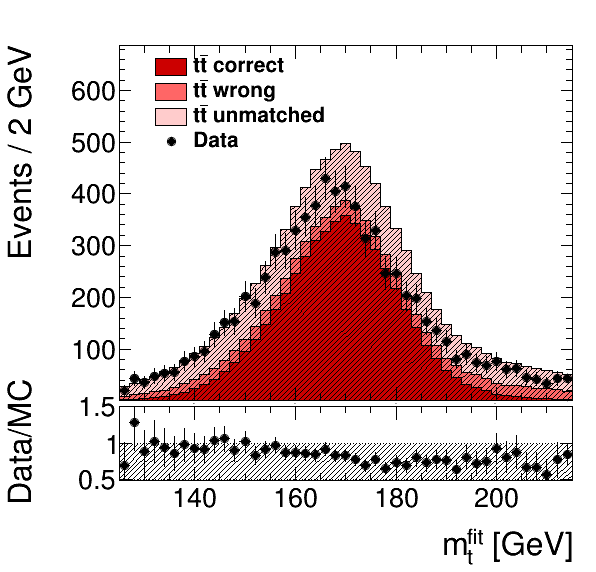 Events / 2 GeV
600
500
400
300
200
100
tt̄ correct
tt̄ wrong
tt̄ unmatched
Data
Data/MC
1.5
1
0.5
140 160 180 200
m_t^fit [GeV]